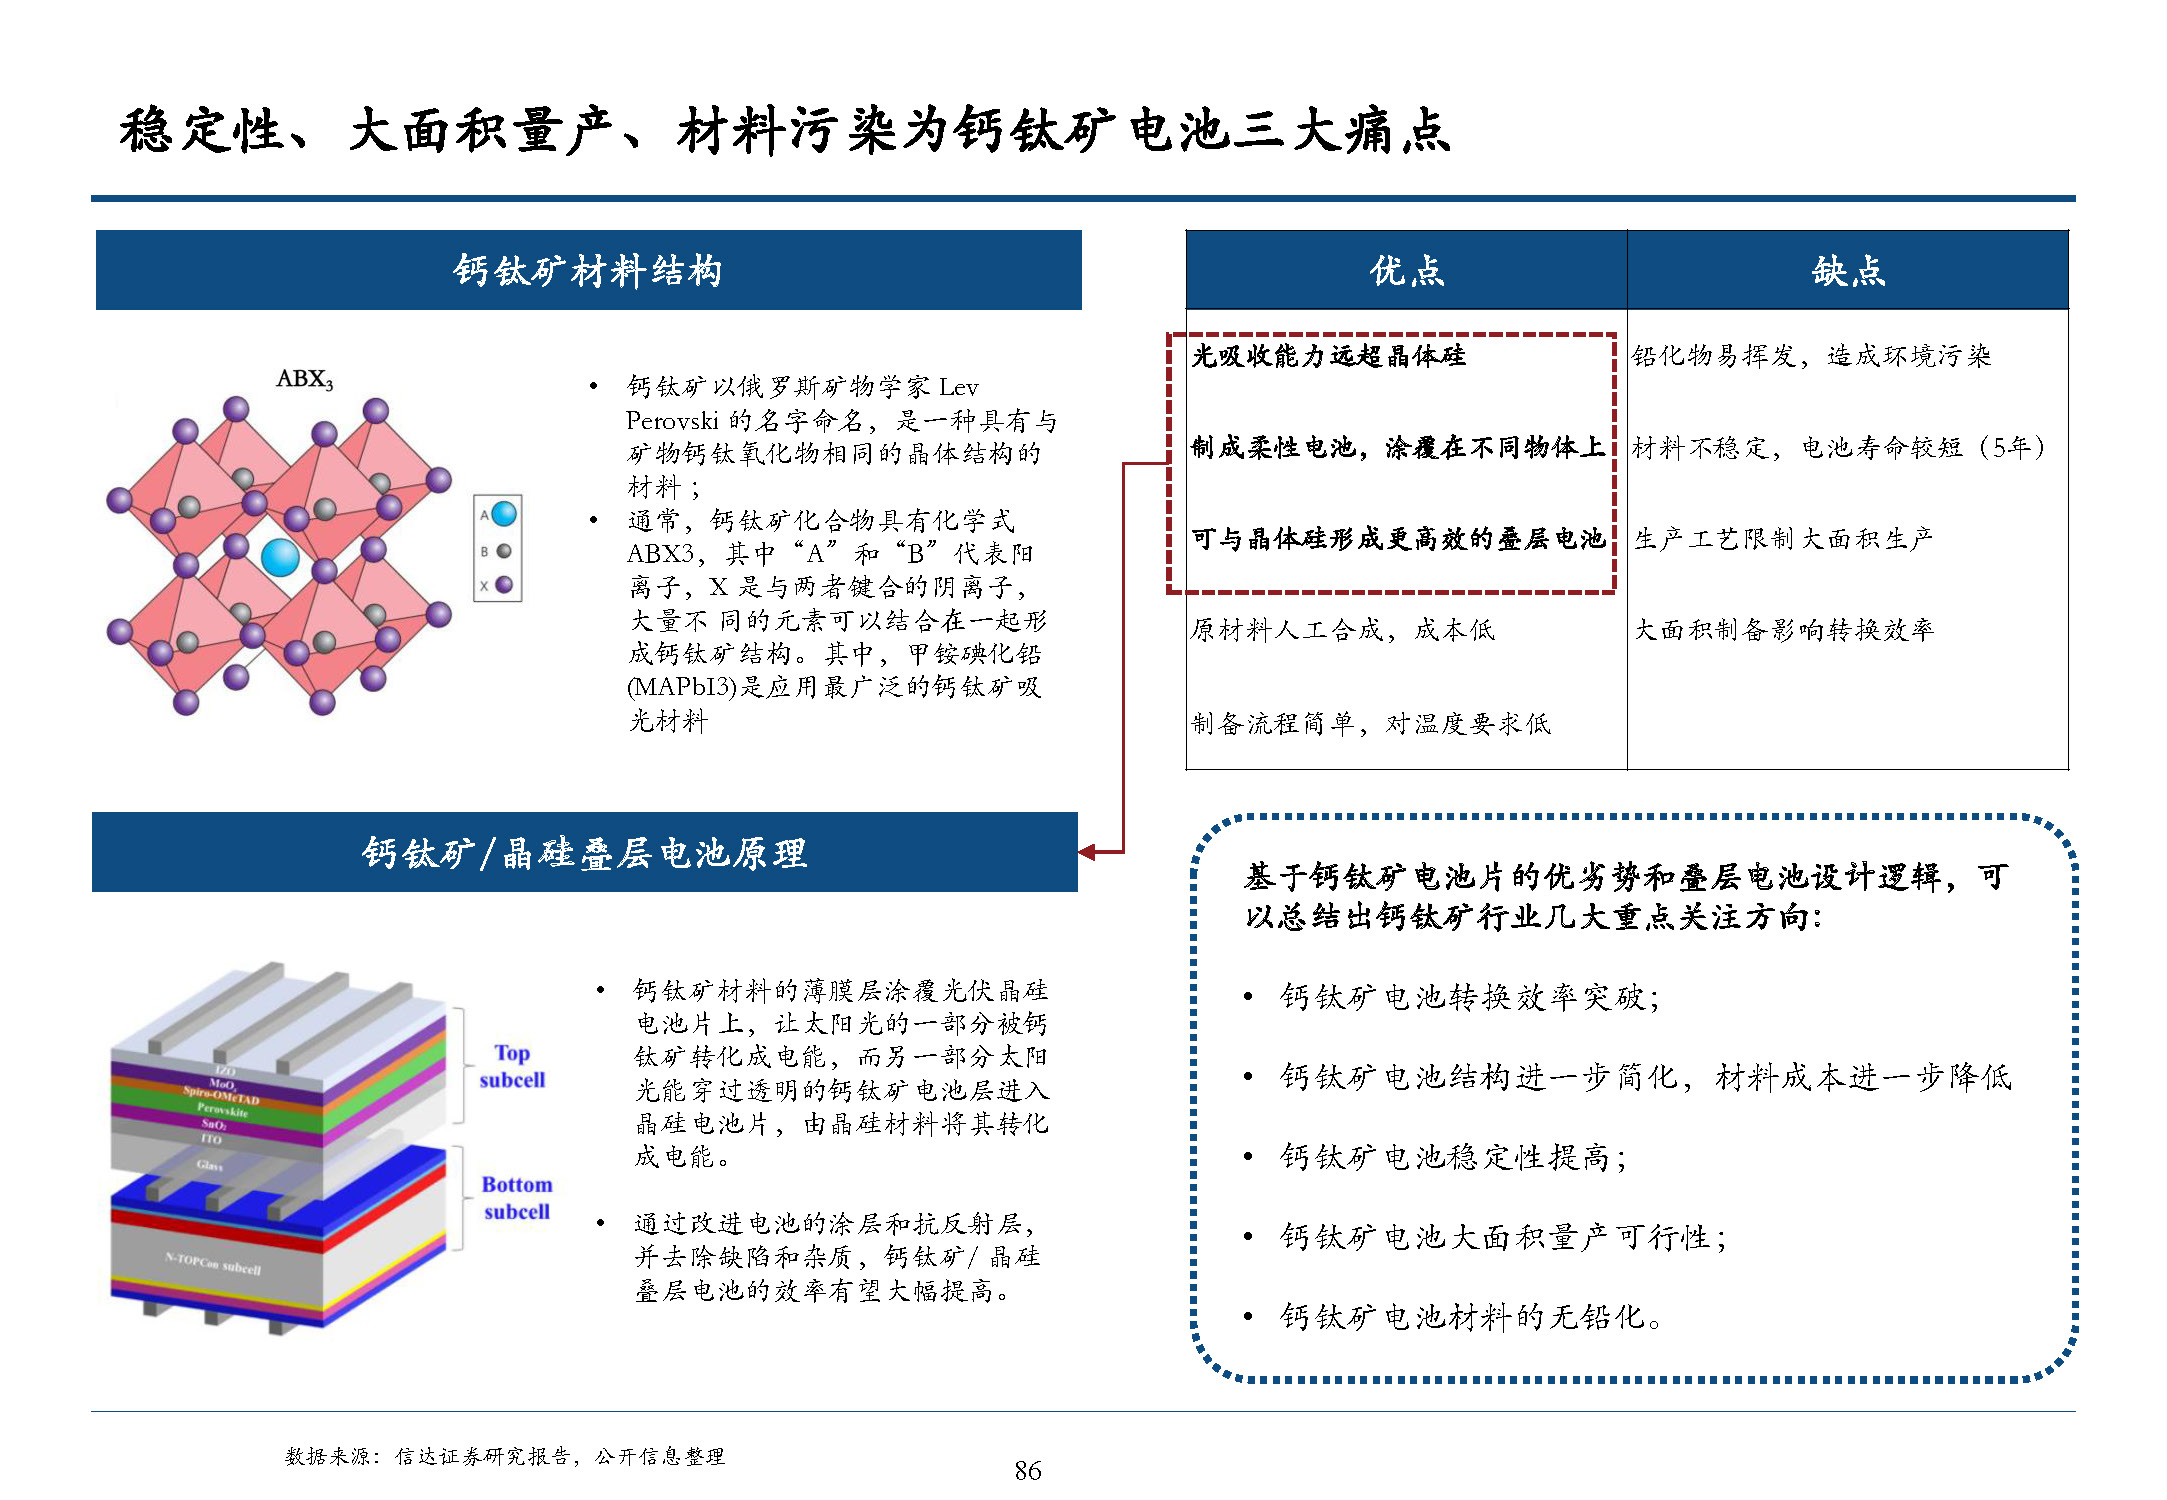 稳定性、大面积量产、材料污染为钙钛矿电池三大痛点
钙钛矿材料结构
ABX3
A
B
X
• 钙钛矿以俄罗斯矿物学家 Lev
Perovski 的名字命名，是一种具有与
矿物钙钛氧化物相同的晶体结构的
材料；
• 通常，钙钛矿化合物具有化学式
ABX3，其中“A”和“B”代表阳
离子，X 是与两者键合的阴离子，
大量不 同的元素可以结合在一起形
成钙钛矿结构。其中，甲铵碘化铅
(MAPbI3)是应用最广泛的钙钛矿吸
光材料
优点 缺点
光吸收能力远超晶体硅 铅化物易挥发，造成环境污染
制成柔性电池，涂覆在不同物体上 材料不稳定，电池寿命较短（5年）
可与晶体硅形成更高效的叠层电池 生产工艺限制大面积生产
原材料人工合成，成本低 大面积制备影响转换效率
制备流程简单，对温度要求低
钙钛矿/晶硅叠层电池原理
IZO
MoOx
Spiro-OMeTAD
Perovskite
SnO2
ITO
Glass
N-TOPCon subcell
Top
subcell
Bottom
subcell
• 钙钛矿材料的薄膜层涂覆光伏晶硅
电池片上，让太阳光的一部分被钙
钛矿转化成电能，而另一部分太阳
光能穿过透明的钙钛矿电池层进入
晶硅电池片，由晶硅材料将其转化
成电能。
• 通过改进电池的涂层和抗反射层，
并去除缺陷和杂质，钙钛矿/ 晶硅
叠层电池的效率有望大幅提高。
基于钙钛矿电池片的优劣势和叠层电池设计逻辑，可
以总结出钙钛矿行业几大重点关注方向：
• 钙钛矿电池转换效率突破；
• 钙钛矿电池结构进一步简化，材料成本进一步降低
• 钙钛矿电池稳定性提高；
• 钙钛矿电池大面积量产可行性；
• 钙钛矿电池材料的无铅化。
数据来源：信达证券研究报告，公开信息整理
86